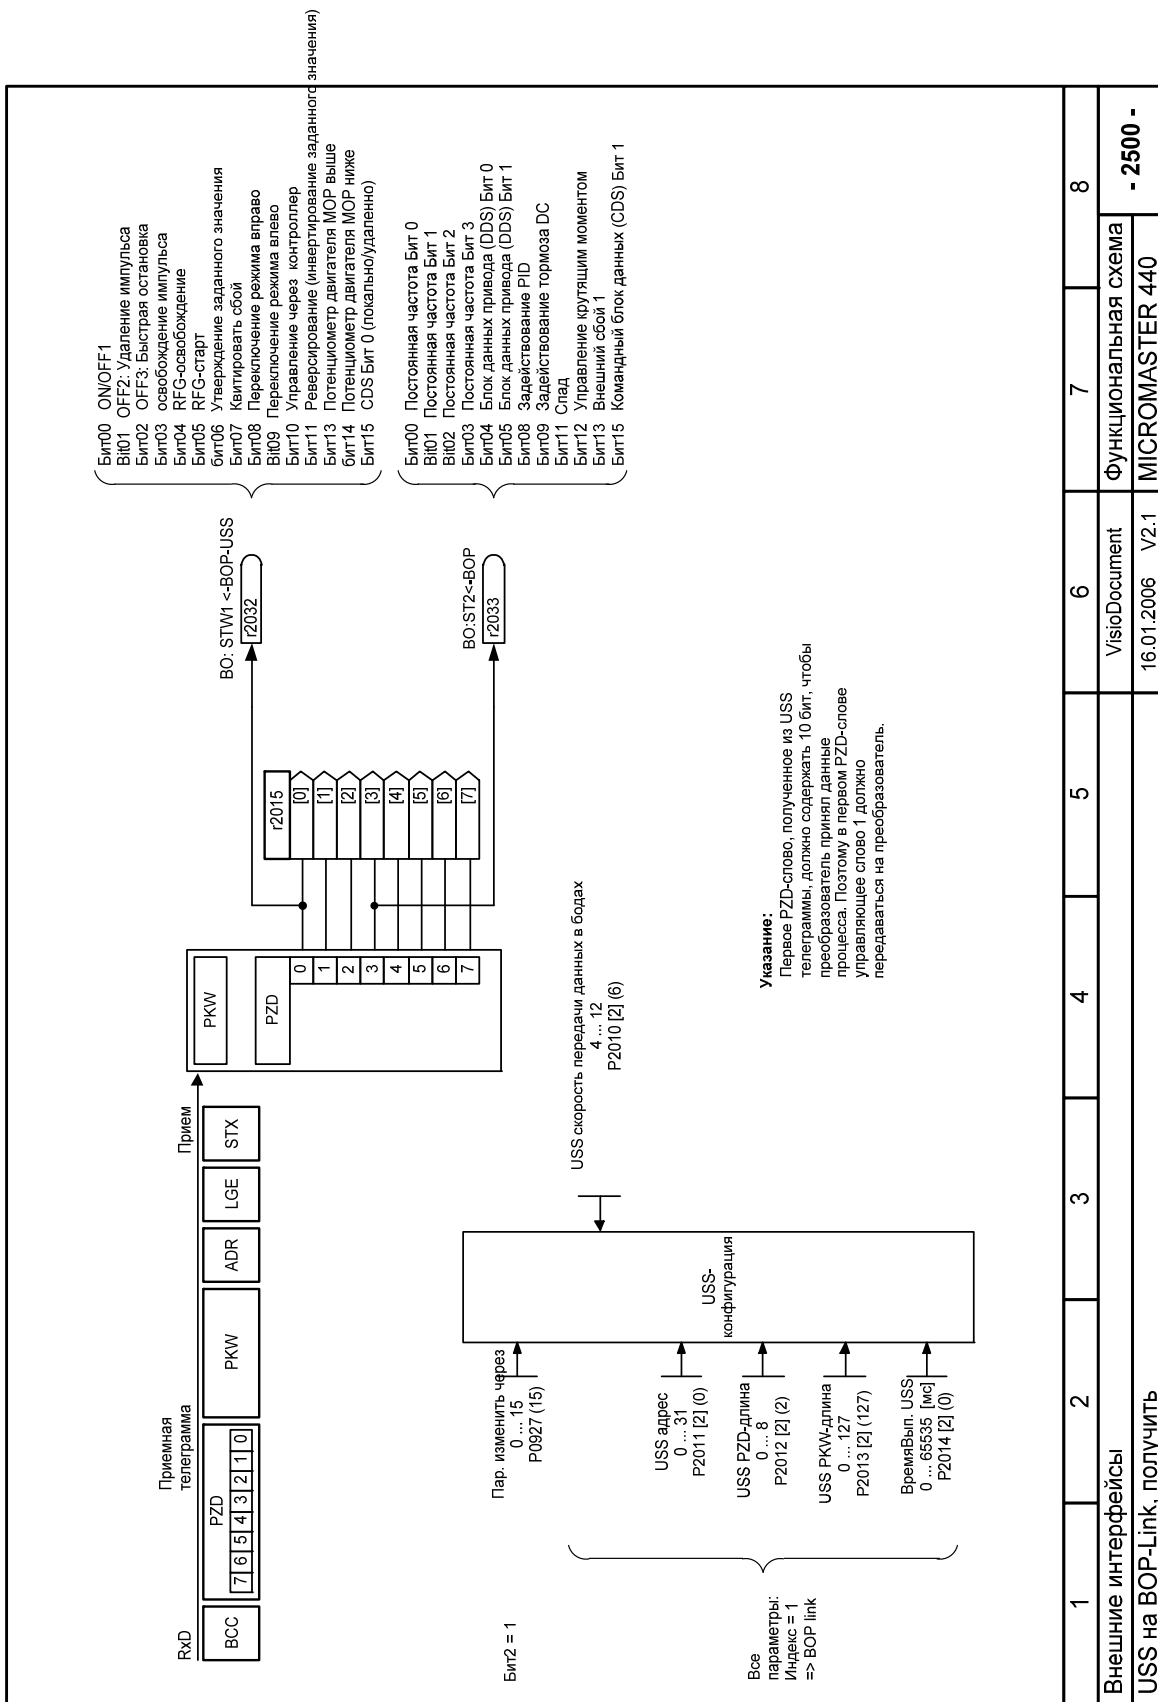 Приемная
телеграмма
RxD
Прием
BCC
PZD
7 6 5 4 3 2 1 0
PKW
ADR
LGE
STX
PKW
PZD
0
1
2
3
4
5
6
7
r2015
[0]
[1]
[2]
[3]
[4]
[5]
[6]
[7]
BO: STW1 <-BOP-USS
r2032
BO:ST2<-BOP
r2033
Бит00 ON/OFF1
Bit01 OFF2: Удаление импульса
Бит02 OFF3: Быстрая остановка
Бит03 освобождение импульса
Бит04 RFG-освобождение
Бит05 RFG-старт
бит06 Утверждение заданного значения
Бит07 Квитировать сбой
Бит08 Переключение режима вправо
Bit09 Переключение режима влево
Бит10 Управление через контроллер
Бит11 Реверсирование (инвертирование заданного значения)
Бит13 Потенциометр двигателя MOP выше
бит14 Потенциометр двигателя MOP ниже
Бит15 CDS Бит 0 (локально/удаленно)
Бит00 Постоянная частота Бит 0
Bit01 Постоянная частота Бит 1
Bit02 Постоянная частота Бит 2
Бит03 Постоянная частота Бит 3
Бит04 Блок данных привода (DDS) Бит 0
Бит05 Блок данных привода (DDS) Бит 1
Бит08 Задействование PID
Бит09 Задействование тормоза DC
Бит11 Спад
Бит12 Управление крутящим моментом
Бит13 Внешний сбой 1
Бит15 Командный блок данных (CDS) Бит 1
Бит2 = 1
Пар. изменить через
0 ... 15
P0927 (15)
USS скорость передачи данных в бодах
4 ... 12
P2010 [2] (6)
USS-
конфигурация
USS адрес
0 ... 31
P2011 [2] (0)
USS PZD-длина
0 ... 8
P2012 [2] (2)
USS PKW-длина
0 ... 127
P2013 [2] (127)
ВремяВып. USS
0 ... 65535 [мс]
P2014 [2] (0)
Все
параметры:
Индекс = 1
=> BOP link
Указание:
Первое PZD-слово, полученное из USS
телеграммы, должно содержать 10 бит, чтобы
преобразователь принял данные
процесса. Поэтому в первом PZD-слове
управляющее слово 1 должно
передаваться на преобразователь.
1 2 3 4 5 6 7 8
Внешние интерфейсы
VisioDocument
Функциональная схема
- 2500 -
USS на BOP-Link, получить
16.01.2006 V2.1
MICROMASTER 440